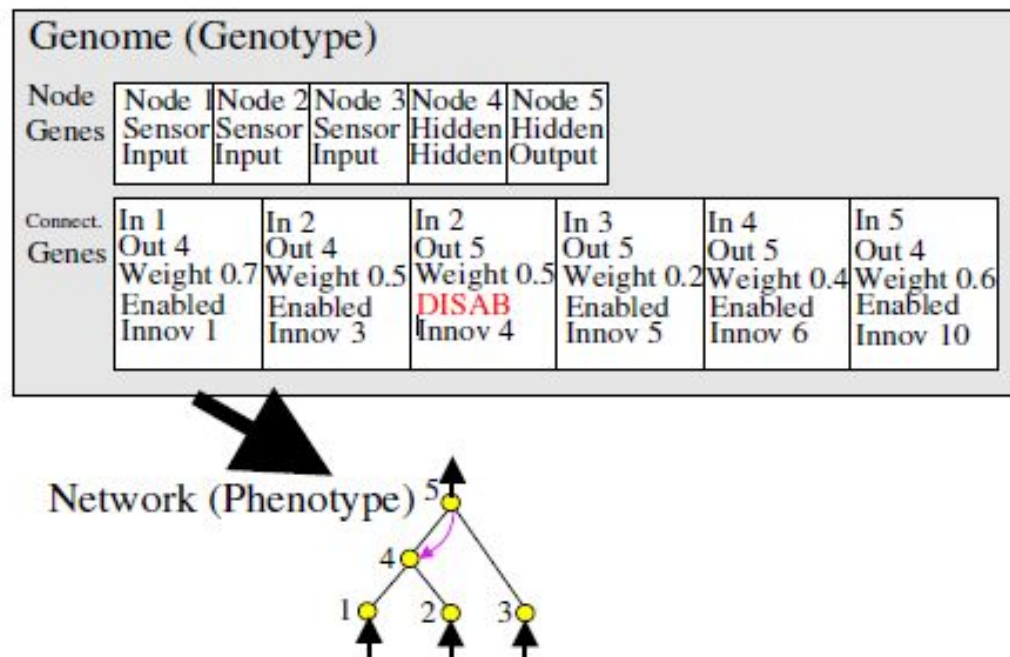 Genome (Genotype)
Node Genes
Node 1 Sensor Input
Node 2 Sensor Input
Node 3 Sensor Input
Node 4 Hidden Hidden
Node 5 Hidden Output
Connect. Genes
In 1
Out 4
Weight 0.7
Enabled
Innov 1
In 2
Out 4
Weight 0.5
Enabled
Innov 3
In 2
Out 5
Weight 0.5
DISAB
Innov 4
In 3
Out 5
Weight 0.2
Enabled
Innov 5
In 4
Out 5
Weight 0.4
Enabled
Innov 6
In 5
Out 4
Weight 0.6
Enabled
Innov 10
Network (Phenotype)
5
4
1
2
3